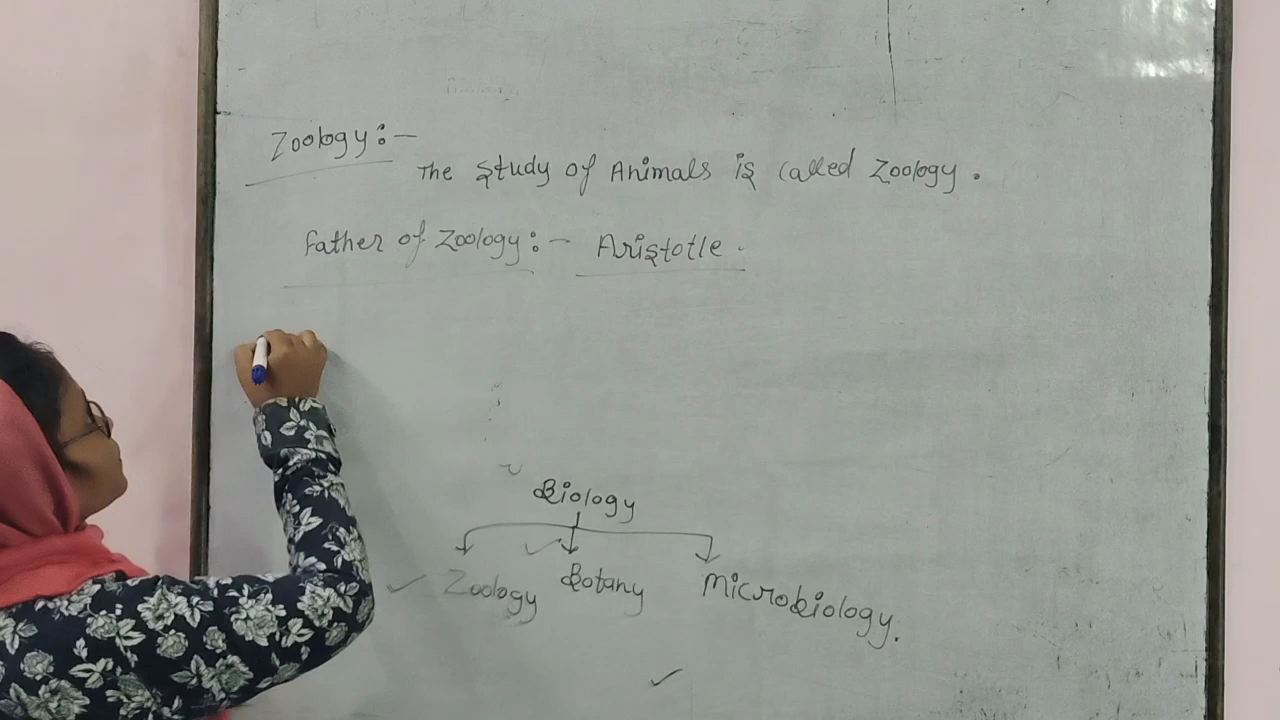 Zoology:-
The Study of Animals is Called Zoology.
Father of Zoology:- Aristotle.
Biology
Zoology Botany Microbiology.